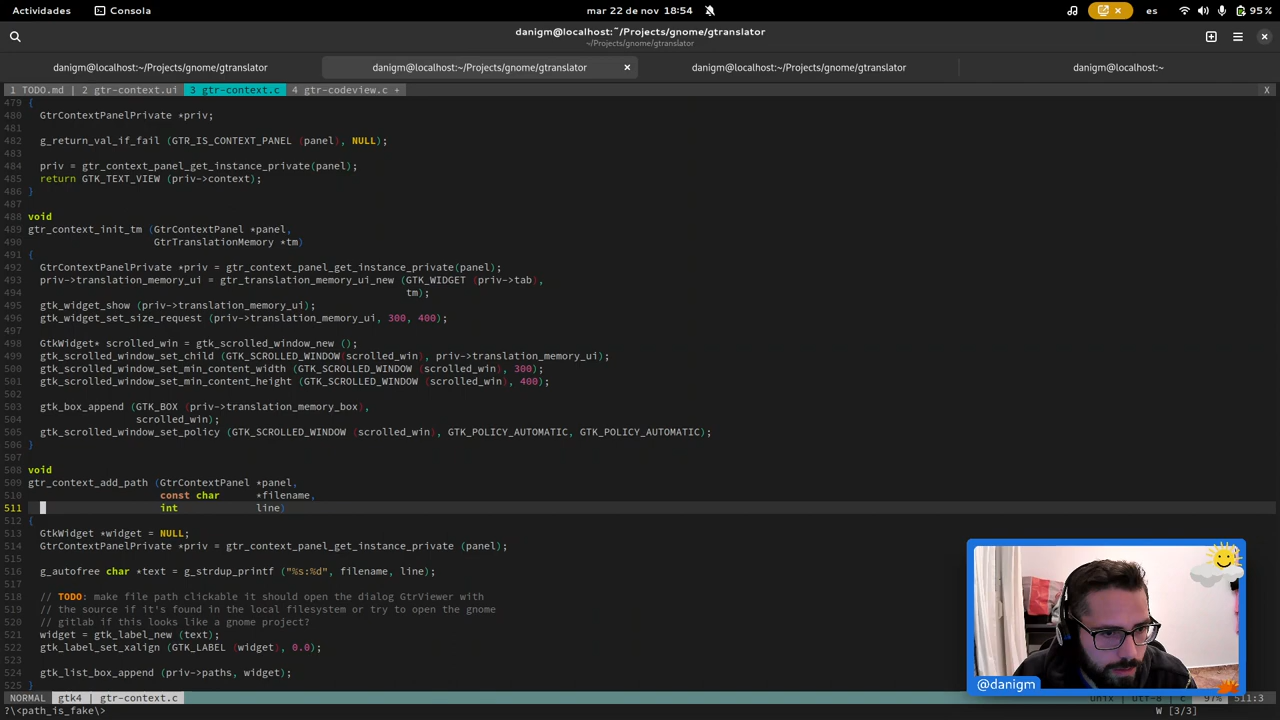 Actividades
Consola
mar 22 de nov 18:54
es
95 %
danigm@localhost:~/Projects/gnome/gtranslator
~/Projects/gnome/gtranslator
danigm@localhost:~/Projects/gnome/gtranslator
danigm@localhost:~/Projects/gnome/gtranslator
danigm@localhost:~/Projects/gnome/gtranslator
danigm@localhost:~
1 TODO.md | 2 gtr-context.ui 3 gtr-context.c 4 gtr-codeview.c + X
479 {
480 GtrContextPanelPrivate *priv;
481
482 g_return_val_if_fail (GTR_IS_CONTEXT_PANEL (panel), NULL);
483
484 priv = gtr_context_panel_get_instance_private(panel);
485 return GTK_TEXT_VIEW (priv->context);
486 }
487
488 void
489 gtr_context_init_tm (GtrContextPanel *panel,
490 GtrTranslationMemory *tm)
491 {
492 GtrContextPanelPrivate *priv = gtr_context_panel_get_instance_private(panel);
493 priv->translation_memory_ui = gtr_translation_memory_ui_new (GTK_WIDGET (priv->tab),
494 tm);
495 gtk_widget_show (priv->translation_memory_ui);
496 gtk_widget_set_size_request (priv->translation_memory_ui, 300, 400);
497
498 GtkWidget* scrolled_win = gtk_scrolled_window_new ();
499 gtk_scrolled_window_set_child (GTK_SCROLLED_WINDOW(scrolled_win), priv->translation_memory_ui);
500 gtk_scrolled_window_set_min_content_width (GTK_SCROLLED_WINDOW (scrolled_win), 300);
501 gtk_scrolled_window_set_min_content_height (GTK_SCROLLED_WINDOW (scrolled_win), 400);
502
503 gtk_box_append (GTK_BOX (priv->translation_memory_box),
504 scrolled_win);
505 gtk_scrolled_window_set_policy (GTK_SCROLLED_WINDOW (scrolled_win), GTK_POLICY_AUTOMATIC, GTK_POLICY_AUTOMATIC);
506 }
507
508 void
509 gtr_context_add_path (GtrContextPanel *panel,
510 const char *filename,
511 int line)
512 {
513 GtkWidget *widget = NULL;
514 GtrContextPanelPrivate *priv = gtr_context_panel_get_instance_private (panel);
515
516 g_autofree char *text = g_strdup_printf ("%s:%d", filename, line);
517
518 // TODO: make file path clickable it should open the dialog GtrViewer with
519 // the source if it's found in the local filesystem or try to open the gnome
520 // gitlab if this looks like a gnome project?
521 widget = gtk_label_new (text);
522 gtk_label_set_xalign (GTK_LABEL (widget), 0.0);
523
524 gtk_list_box_append (priv->paths, widget);
525 }
@danigm
NORMAL gtk4 | gtr-context.c unix | utf-8 | c 97% 511:3
?\<path_is_fake\> W [3/3]